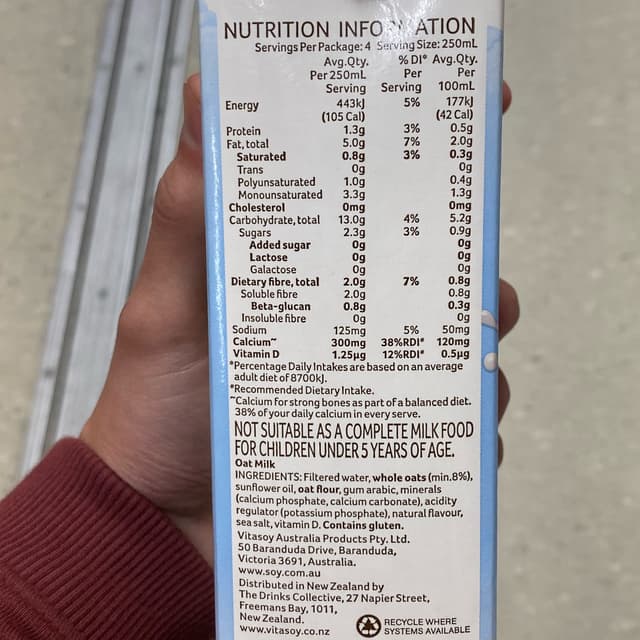 NUTRITION INFORMATION
Servings Per Package: 4 Serving Size: 250mL
Avg.Qty. % DI* Avg.Qty.
Per 250mL Per Per
Serving Serving 100mL
Energy 443kJ 5% 177kJ
(105 Cal) (42 Cal)
Protein 1.3g 3% 0.5g
Fat, total 5.0g 7% 2.0g
Saturated 0.8g 3% 0.3g
Trans 0g 0g
Polyunsaturated 1.0g 0.4g
Monounsaturated 3.3g 1.3g
Cholesterol 0mg 0mg
Carbohydrate, total 13.0g 4% 5.2g
Sugars 2.3g 3% 0.9g
Added sugar 0g 0g
Lactose 0g 0g
Galactose 0g 0g
Dietary fibre, total 2.0g 7% 0.8g
Soluble fibre 2.0g 0.8g
Beta-glucan 0.8g 0.3g
Insoluble fibre 0g 0g
Sodium 125mg 5% 50mg
Calcium~ 300mg 38%RDI# 120mg
Vitamin D 1.25µg 12%RDI# 0.5µg
*Percentage Daily Intakes are based on an average
adult diet of 8700kJ.
#Recommended Dietary Intake.
~Calcium for strong bones as part of a balanced diet.
38% of your daily calcium in every serve.
NOT SUITABLE AS A COMPLETE MILK FOOD
FOR CHILDREN UNDER 5 YEARS OF AGE.
Oat Milk
INGREDIENTS: Filtered water, whole oats (min.8%),
sunflower oil, oat flour, gum arabic, minerals
(calcium phosphate, calcium carbonate), acidity
regulator (potassium phosphate), natural flavour,
sea salt, vitamin D. Contains gluten.
Vitasoy Australia Products Pty. Ltd.
50 Baranduda Drive, Baranduda,
Victoria 3691, Australia.
www.soy.com.au
Distributed in New Zealand by
The Drinks Collective, 27 Napier Street,
Freemans Bay, 1011,
New Zealand.
www.vitasoy.co.nz
RECYCLE WHERE
SYSTEMS AVAILABLE